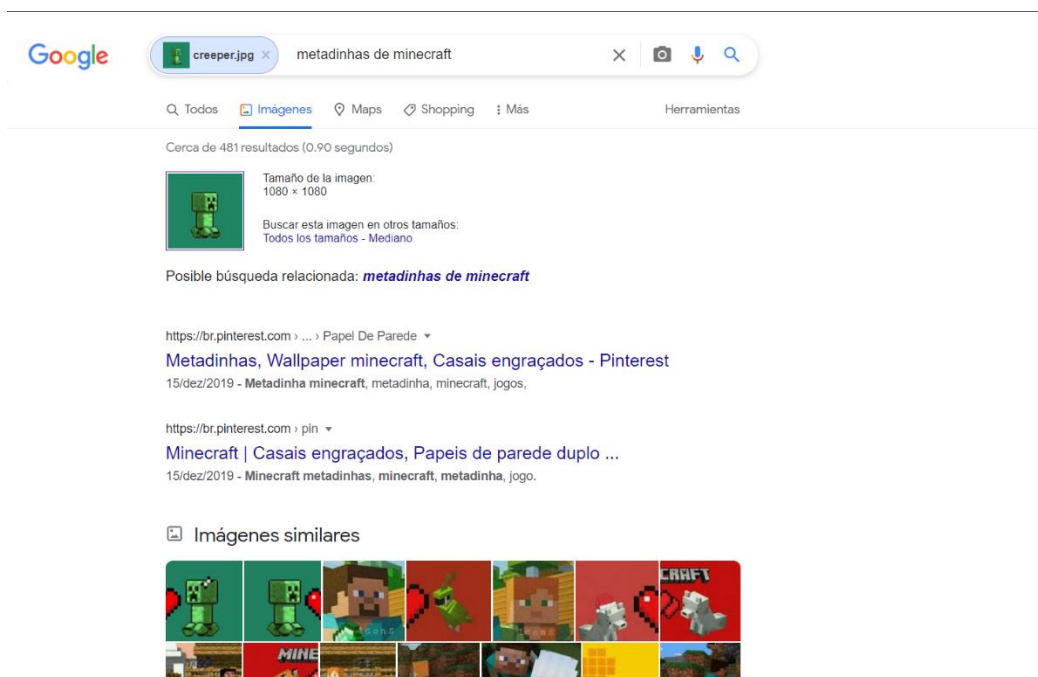 Google
creeper.jpg × metadinhas de minecraft
Todos Imágenes Maps Shopping Más Herramientas
Cerca de 481 resultados (0.90 segundos)
Tamaño de la imagen:
1080 × 1080
Buscar esta imagen en otros tamaños:
Todos los tamaños - Mediano
Posible búsqueda relacionada: metadinhas de minecraft
https://br.pinterest.com › ... › Papel De Parede
Metadinhas, Wallpaper minecraft, Casais engraçados - Pinterest
15/dez/2019 - Metadinha minecraft, metadinha, minecraft, jogos,
https://br.pinterest.com › pin
Minecraft | Casais engraçados, Papeis de parede duplo ...
15/dez/2019 - Minecraft metadinhas, minecraft, metadinha, jogo.
Imágenes similares
CRAFT
MINE